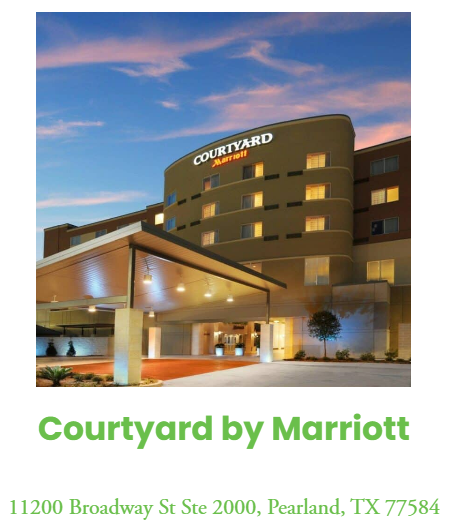 COURTYARD
Marriott
Courtyard by Marriott
11200 Broadway St Ste 2000, Pearland, TX 77584